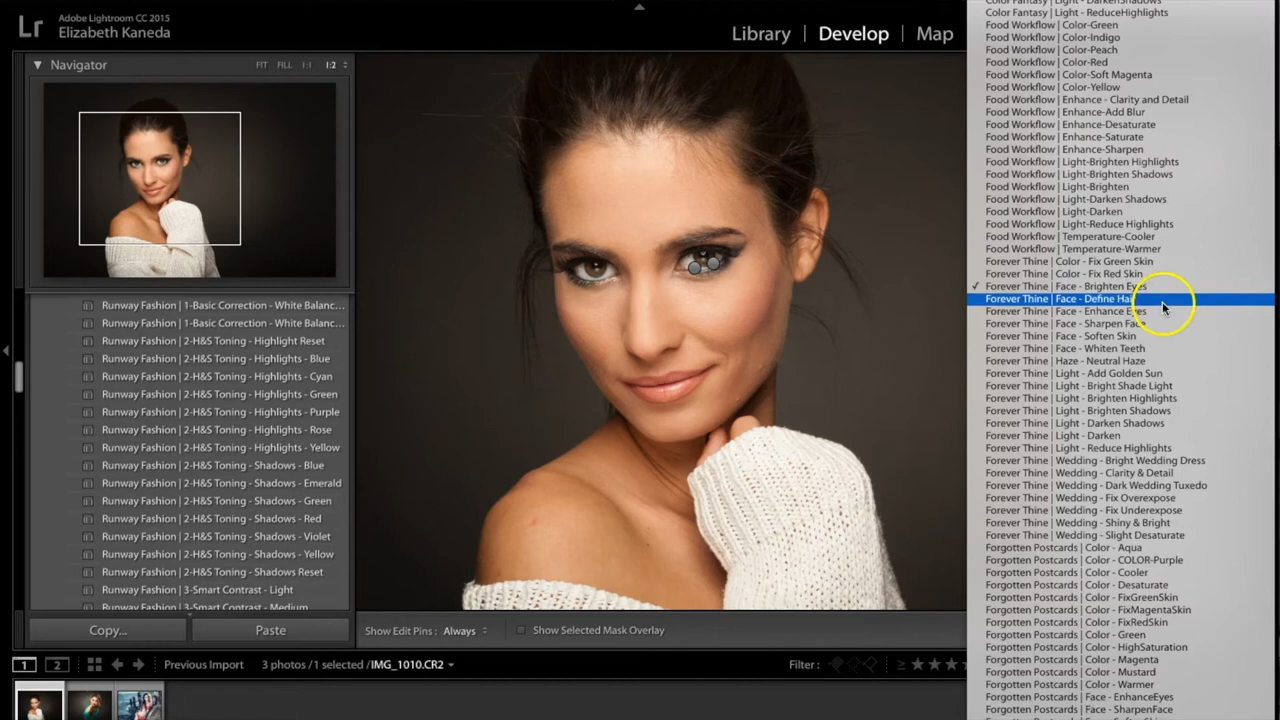 Lr
Adobe Lightroom CC 2015
Elizabeth Kaneda
Library | Develop | Map
Navigator
FIT FILL 1:1 1:2
Runway Fashion | 1-Basic Correction - White Balanc...
Runway Fashion | 1-Basic Correction - White Balanc...
Runway Fashion | 2-H&S Toning - Highlight Reset
Runway Fashion | 2-H&S Toning - Highlights - Blue
Runway Fashion | 2-H&S Toning - Highlights - Cyan
Runway Fashion | 2-H&S Toning - Highlights - Green
Runway Fashion | 2-H&S Toning - Highlights - Purple
Runway Fashion | 2-H&S Toning - Highlights - Rose
Runway Fashion | 2-H&S Toning - Highlights - Yellow
Runway Fashion | 2-H&S Toning - Shadows - Blue
Runway Fashion | 2-H&S Toning - Shadows - Emerald
Runway Fashion | 2-H&S Toning - Shadows - Green
Runway Fashion | 2-H&S Toning - Shadows - Red
Runway Fashion | 2-H&S Toning - Shadows - Violet
Runway Fashion | 2-H&S Toning - Shadows - Yellow
Runway Fashion | 2-H&S Toning - Shadows Reset
Runway Fashion | 3-Smart Contrast - Light
Runway Fashion | 3-Smart Contrast - Medium
Copy...
Paste
Show Edit Pins : Always
Show Selected Mask Overlay
1 2
Previous Import
3 photos / 1 selected / IMG_1010.CR2
Filter :
Color Fantasy | Light - DarkenShadows
Color Fantasy | Light - ReduceHighlights
Food Workflow | Color-Green
Food Workflow | Color-Indigo
Food Workflow | Color-Peach
Food Workflow | Color-Red
Food Workflow | Color-Soft Magenta
Food Workflow | Color-Yellow
Food Workflow | Enhance - Clarity and Detail
Food Workflow | Enhance-Add Blur
Food Workflow | Enhance-Desaturate
Food Workflow | Enhance-Saturate
Food Workflow | Enhance-Sharpen
Food Workflow | Light-Brighten Highlights
Food Workflow | Light-Brighten Shadows
Food Workflow | Light-Brighten
Food Workflow | Light-Darken Shadows
Food Workflow | Light-Darken
Food Workflow | Light-Reduce Highlights
Food Workflow | Temperature-Cooler
Food Workflow | Temperature-Warmer
Forever Thine | Color - Fix Green Skin
Forever Thine | Color - Fix Red Skin
Forever Thine | Face - Brighten Eyes
Forever Thine | Face - Define Hair
Forever Thine | Face - Enhance Eyes
Forever Thine | Face - Sharpen Face
Forever Thine | Face - Soften Skin
Forever Thine | Face - Whiten Teeth
Forever Thine | Haze - Neutral Haze
Forever Thine | Light - Add Golden Sun
Forever Thine | Light - Bright Shade Light
Forever Thine | Light - Brighten Highlights
Forever Thine | Light - Brighten Shadows
Forever Thine | Light - Darken Shadows
Forever Thine | Light - Darken
Forever Thine | Light - Reduce Highlights
Forever Thine | Wedding - Bright Wedding Dress
Forever Thine | Wedding - Clarity & Detail
Forever Thine | Wedding - Dark Wedding Tuxedo
Forever Thine | Wedding - Fix Overexpose
Forever Thine | Wedding - Fix Underexpose
Forever Thine | Wedding - Shiny & Bright
Forever Thine | Wedding - Slight Desaturate
Forgotten Postcards | Color - Aqua
Forgotten Postcards | Color - COLOR-Purple
Forgotten Postcards | Color - Cooler
Forgotten Postcards | Color - Desaturate
Forgotten Postcards | Color - FixGreenSkin
Forgotten Postcards | Color - FixMagentaSkin
Forgotten Postcards | Color - FixRedSkin
Forgotten Postcards | Color - Green
Forgotten Postcards | Color - HighSaturation
Forgotten Postcards | Color - Magenta
Forgotten Postcards | Color - Mustard
Forgotten Postcards | Color - Warmer
Forgotten Postcards | Face - EnhanceEyes
Forgotten Postcards | Face - SharpenFace